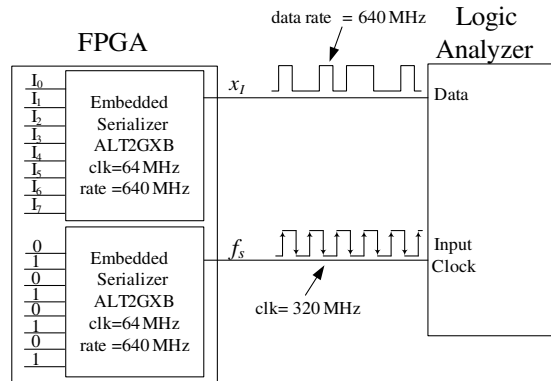 data rate = 640 MHz
Logic
Analyzer
FPGA
I0
I1
I2
I3
I4
I5
I6
I7
Embedded
Serializer
ALT2GXB
clk=64 MHz
rate =640 MHz
xI
Data
0
1
0
1
0
1
0
1
Embedded
Serializer
ALT2GXB
clk=64 MHz
rate =640 MHz
fs
Input
Clock
clk= 320 MHz